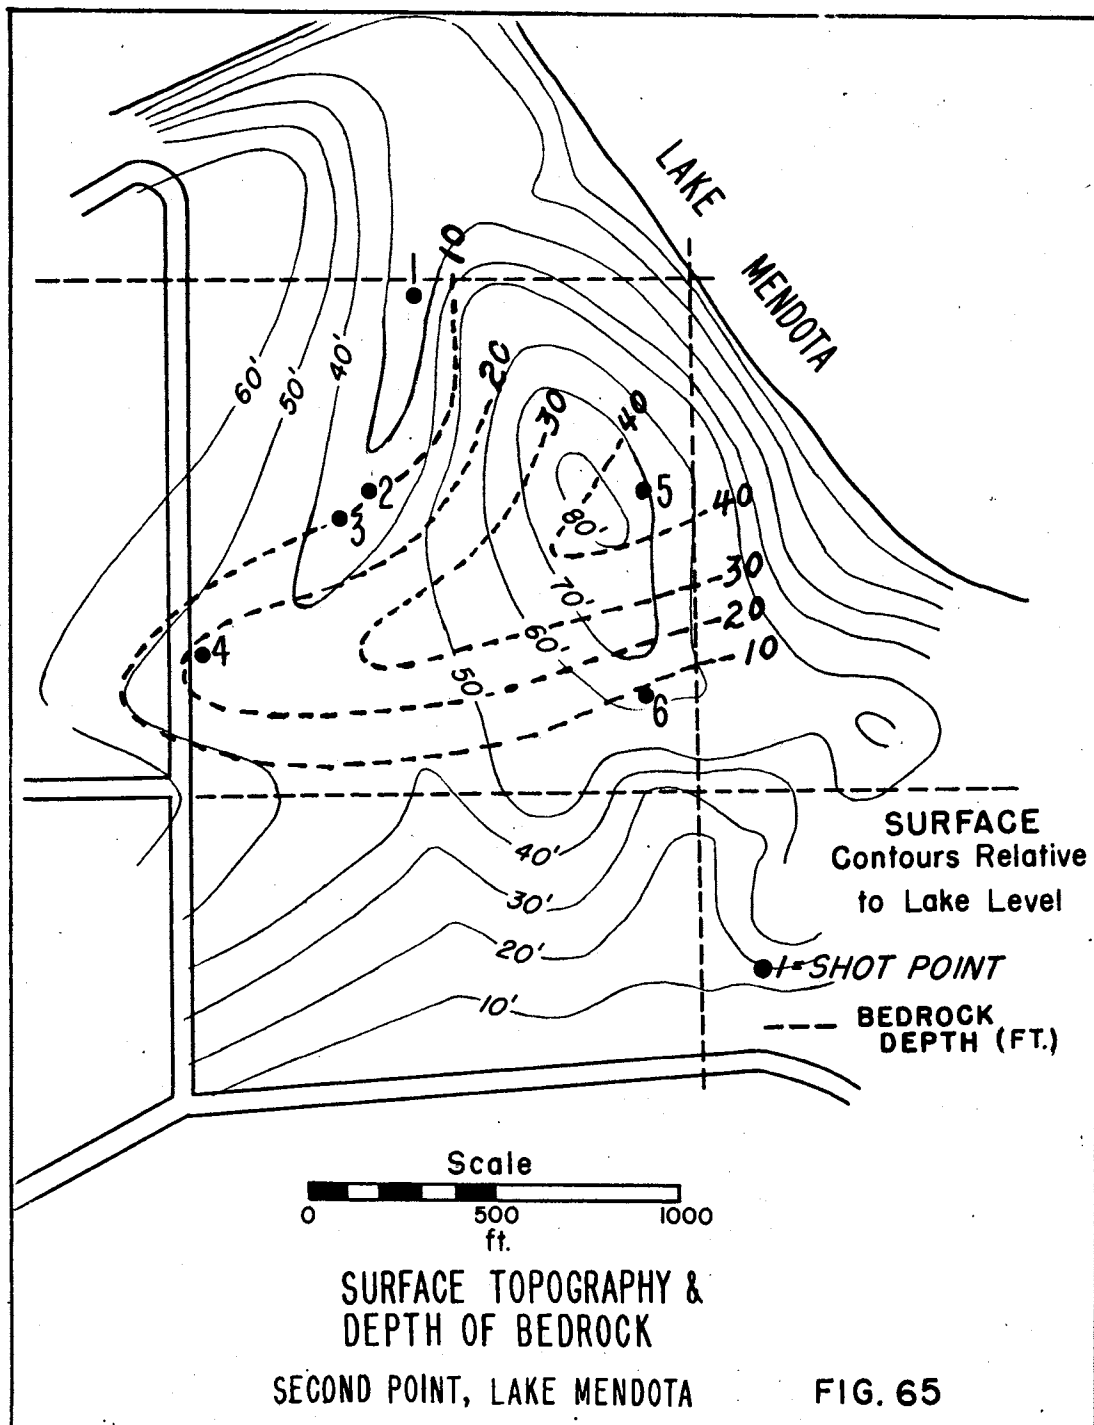 LAKE
MENDOTA
1
10
20
30
40
60'
50'
40'
2
3
5
80'
40
30
70'
20
60'
10
4
50
6
40'
30'
20'
10'
SURFACE
Contours Relative
to Lake Level
1= SHOT POINT
BEDROCK
DEPTH (FT.)
Scale
0 500 1000
ft.
SURFACE TOPOGRAPHY &
DEPTH OF BEDROCK
SECOND POINT, LAKE MENDOTA
FIG. 65